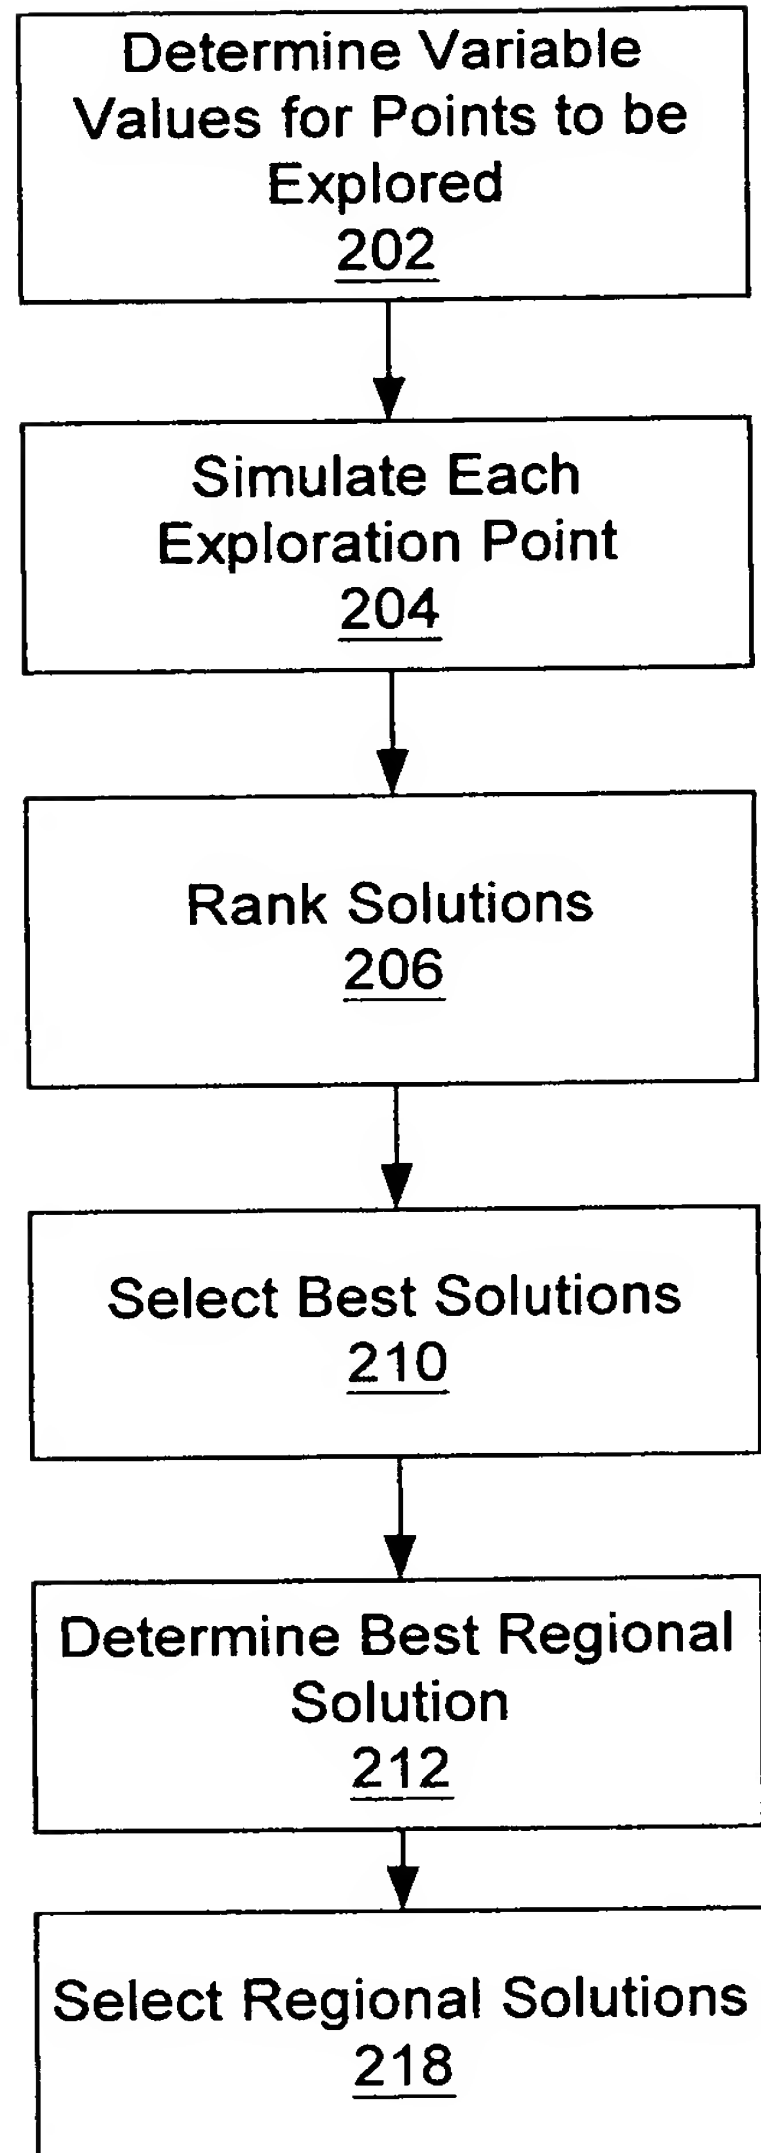 Determine Variable
Values for Points to be
Explored
202
Simulate Each
Exploration Point
204
Rank Solutions
206
Select Best Solutions
210
Determine Best Regional
Solution
212
Select Regional Solutions
218